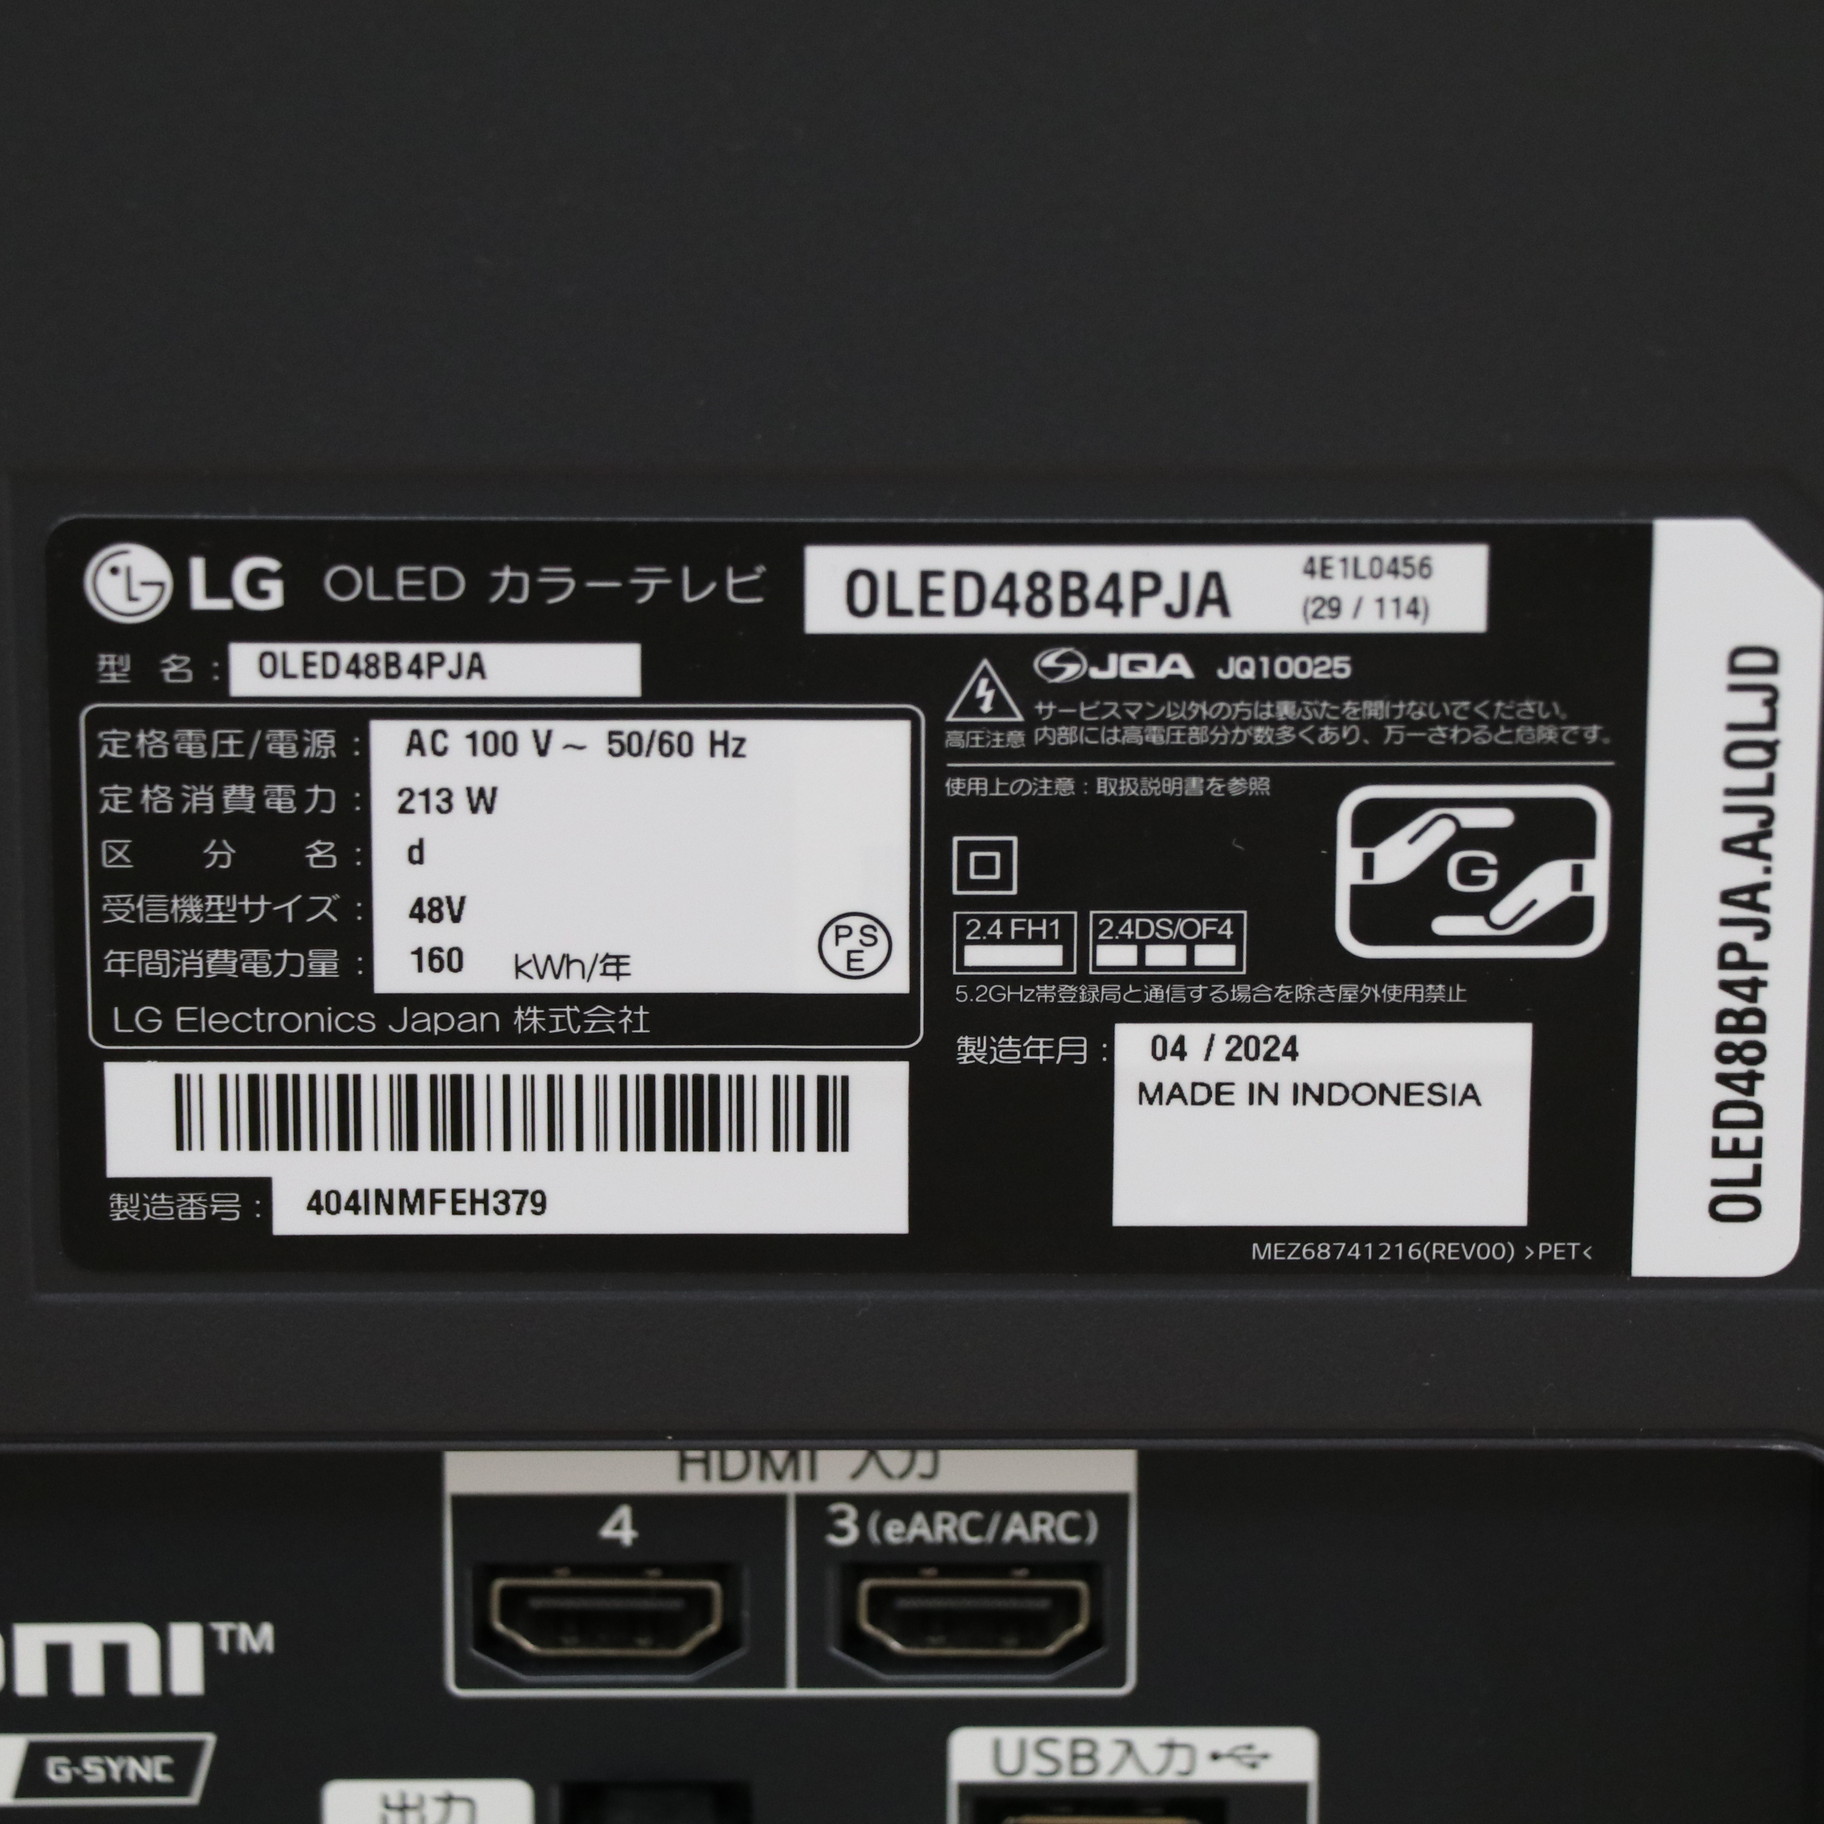 LG OLED カラーテレビ
OLED48B4PJA
4E1L0456
(29 / 114)
型 名 : OLED48B4PJA
定格電圧/電源 : AC 100 V ~ 50/60 Hz
定格消費電力 : 213 W
区 分 名 : d
受信機型サイズ : 48V
年間消費電力量 : 160 kWh/年
PS
E
LG Electronics Japan 株式会社
製造番号 : 404INMFEH379
JQA JQ10025
サービスマン以外の方は裏ぶたを開けないでください。
高圧注意 内部には高電圧部分が数多くあり、万一さわると危険です。
使用上の注意 : 取扱説明書を参照
G
2.4 FH1
2.4DS/OF4
5.2GHz帯登録局と通信する場合を除き屋外使用禁止
製造年月 : 04 / 2024
MADE IN INDONESIA
MEZ68741216(REV00) >PET<
OLED48B4PJA.AJLQLJD
HDMI 入力
4
3 (eARC/ARC)
mI™
G-SYNC
出力
USB入力